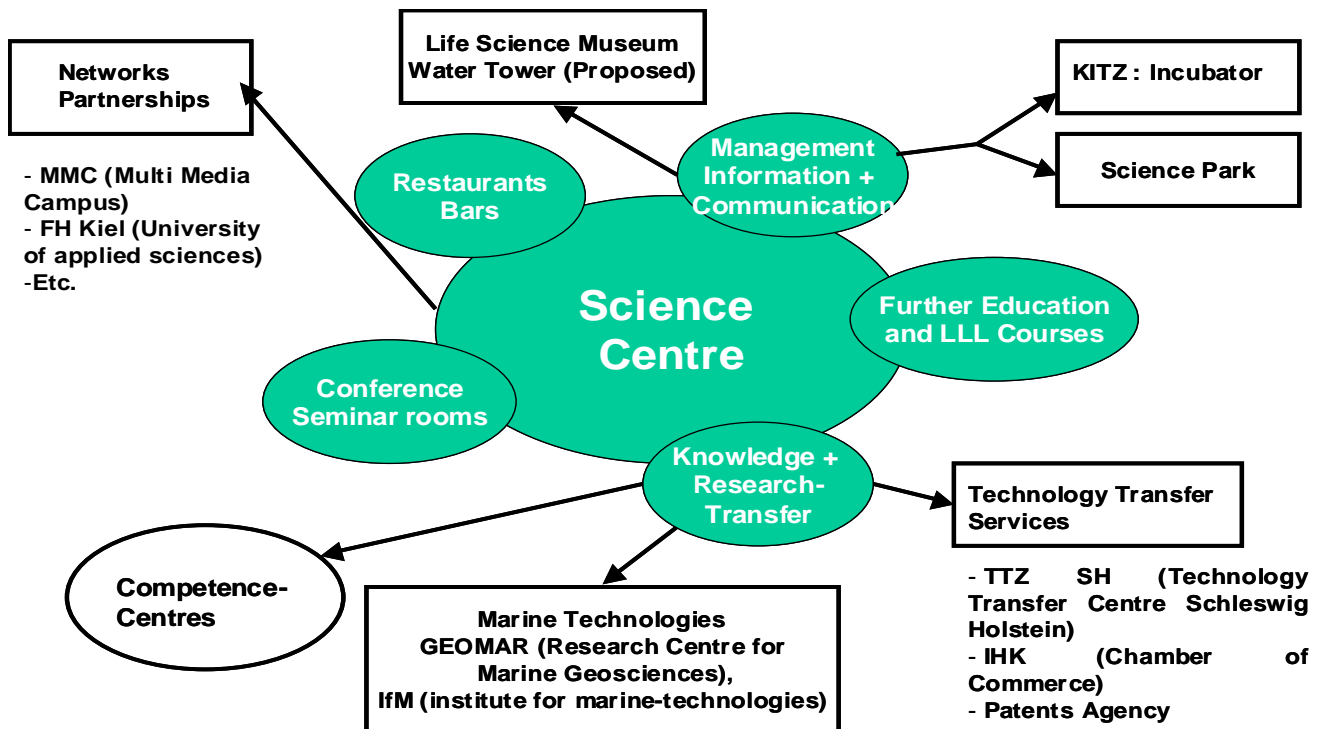 Networks
Partnerships
- MMC (Multi Media
Campus)
- FH Kiel (University
of applied sciences)
-Etc.
Life Science Museum
Water Tower (Proposed)
KITZ : Incubator
Science Park
Restaurants
Bars
Management
Information +
Communication
Science
Centre
Further Education
and LLL Courses
Conference
Seminar rooms
Knowledge +
Research-
Transfer
Competence-
Centres
Marine Technologies
GEOMAR (Research Centre for
Marine Geosciences),
IfM (institute for marine-technologies)
Technology Transfer
Services
- TTZ SH (Technology
Transfer Centre Schleswig
Holstein)
- IHK (Chamber of
Commerce)
- Patents Agency